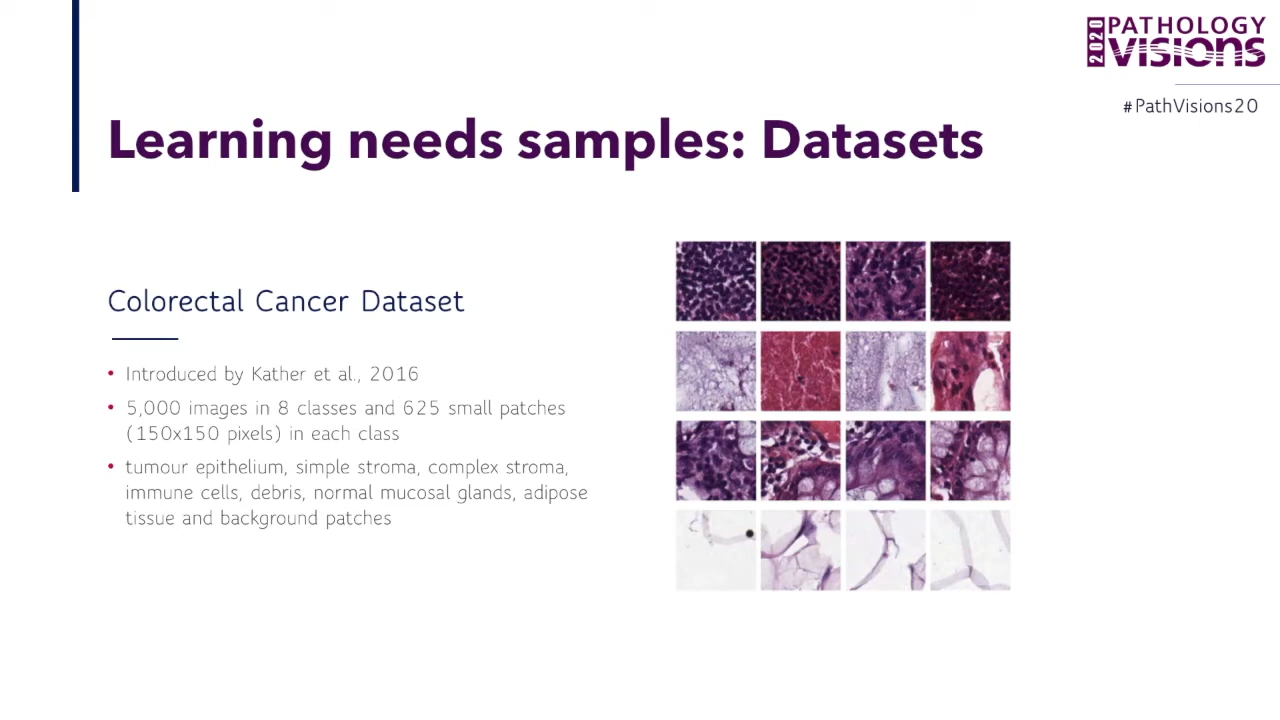 2020 PATHOLOGY
VISIONS
#PathVisions20
Learning needs samples: Datasets
Colorectal Cancer Dataset
• Introduced by Kather et al., 2016
• 5,000 images in 8 classes and 625 small patches
(150x150 pixels) in each class
• tumour epithelium, simple stroma, complex stroma,
immune cells, debris, normal mucosal glands, adipose
tissue and background patches